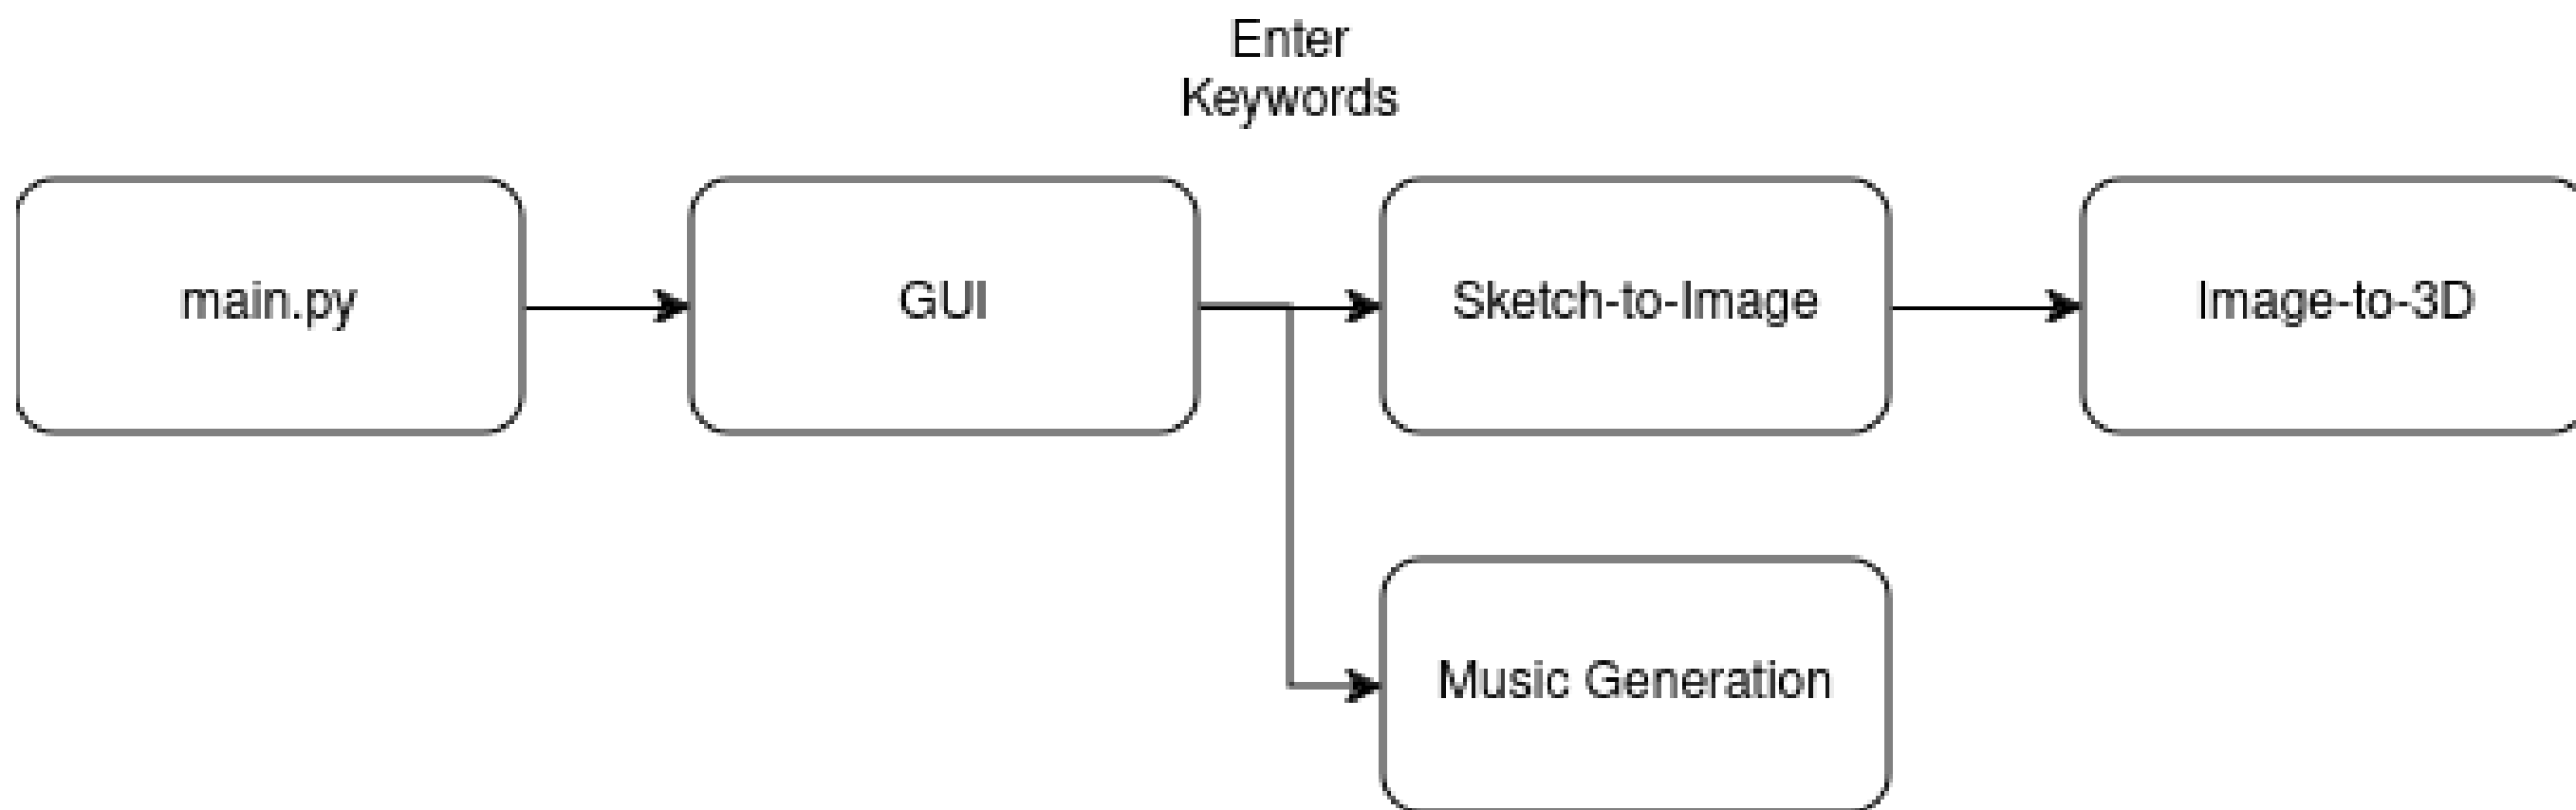 Enter
Keywords
main.py
GUI
Sketch-to-Image
Image-to-3D
Music Generation